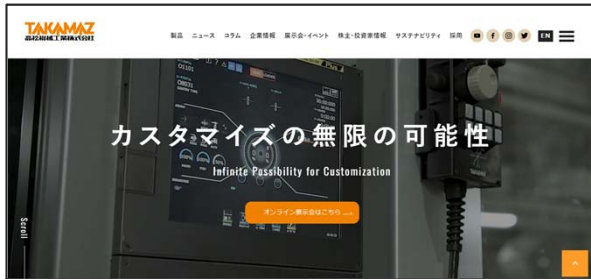 TAKAMAZ
高松機械工業株式会社
製品 ニュース コラム 企業情報 展示会・イベント 株主・投資家情報 サステナビリティ 採用 EN
カスタマイズの無限の可能性
Infinite Possibility for Customization
オンライン展示会はこちら
Scroll